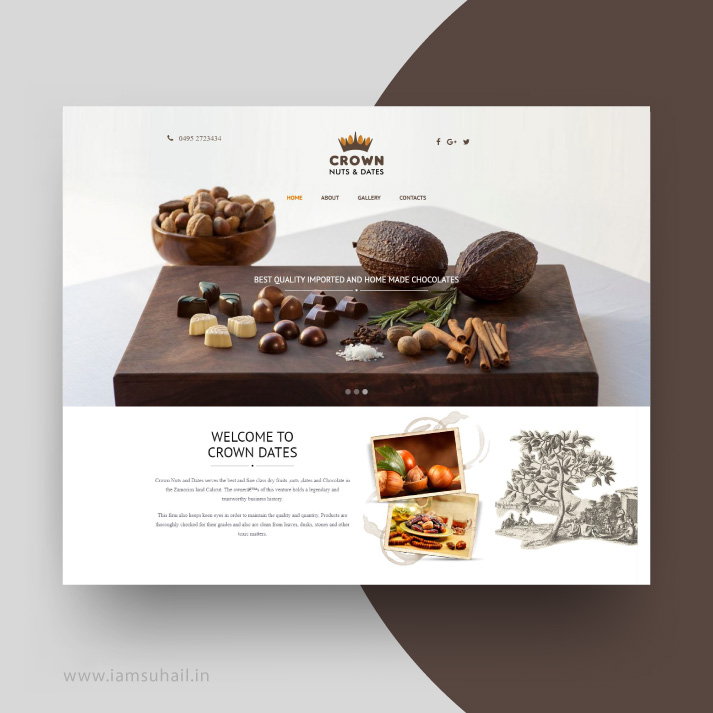 0495 2723434
CROWN
NUTS & DATES
HOME ABOUT GALLERY CONTACTS
BEST QUALITY IMPORTED AND HOME MADE CHOCOLATES
WELCOME TO
CROWN DATES
Crown Nuts and Dates serves the best and fine class dry fruits, nuts ,dates and Chocolate in
the Zamorins land Calicut. The ownerâ€™s of this venture holds a legendary and
trustworthy business history.
This firm also keeps keen eyes in order to maintain the quality and quantity. Products are
thoroughly checked for their grades and also are clean from leaves, dusks, stones and other
toxic matters.
www.iamsuhail.in